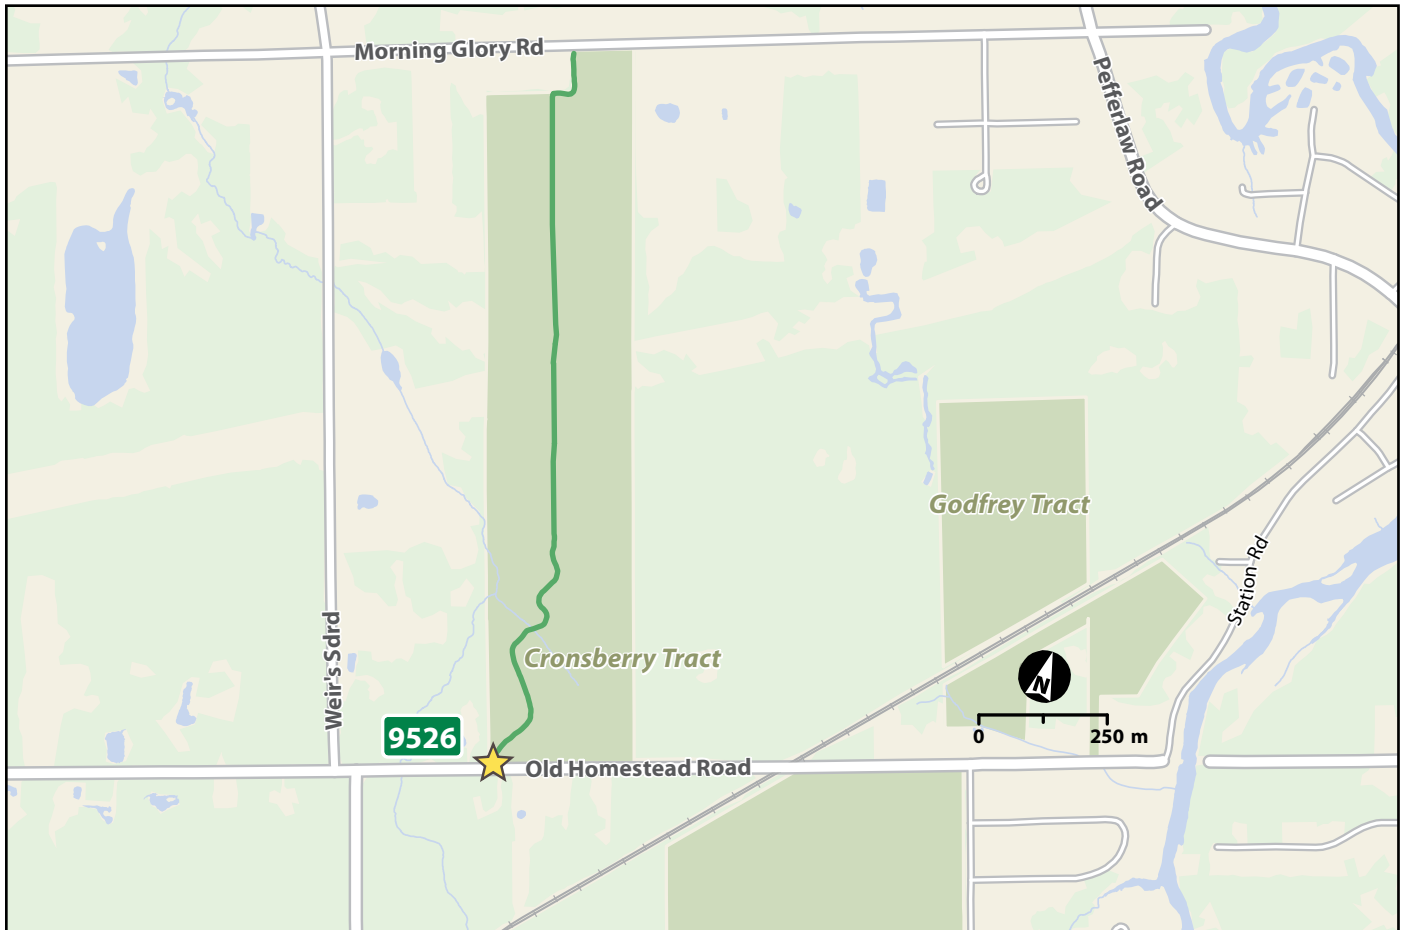 Morning Glory Rd
Pefferlaw Road
Godfrey Tract
Station Rd
Weir's Sdrd
Cronsberry Tract
N
0 250 m
9526
Old Homestead Road